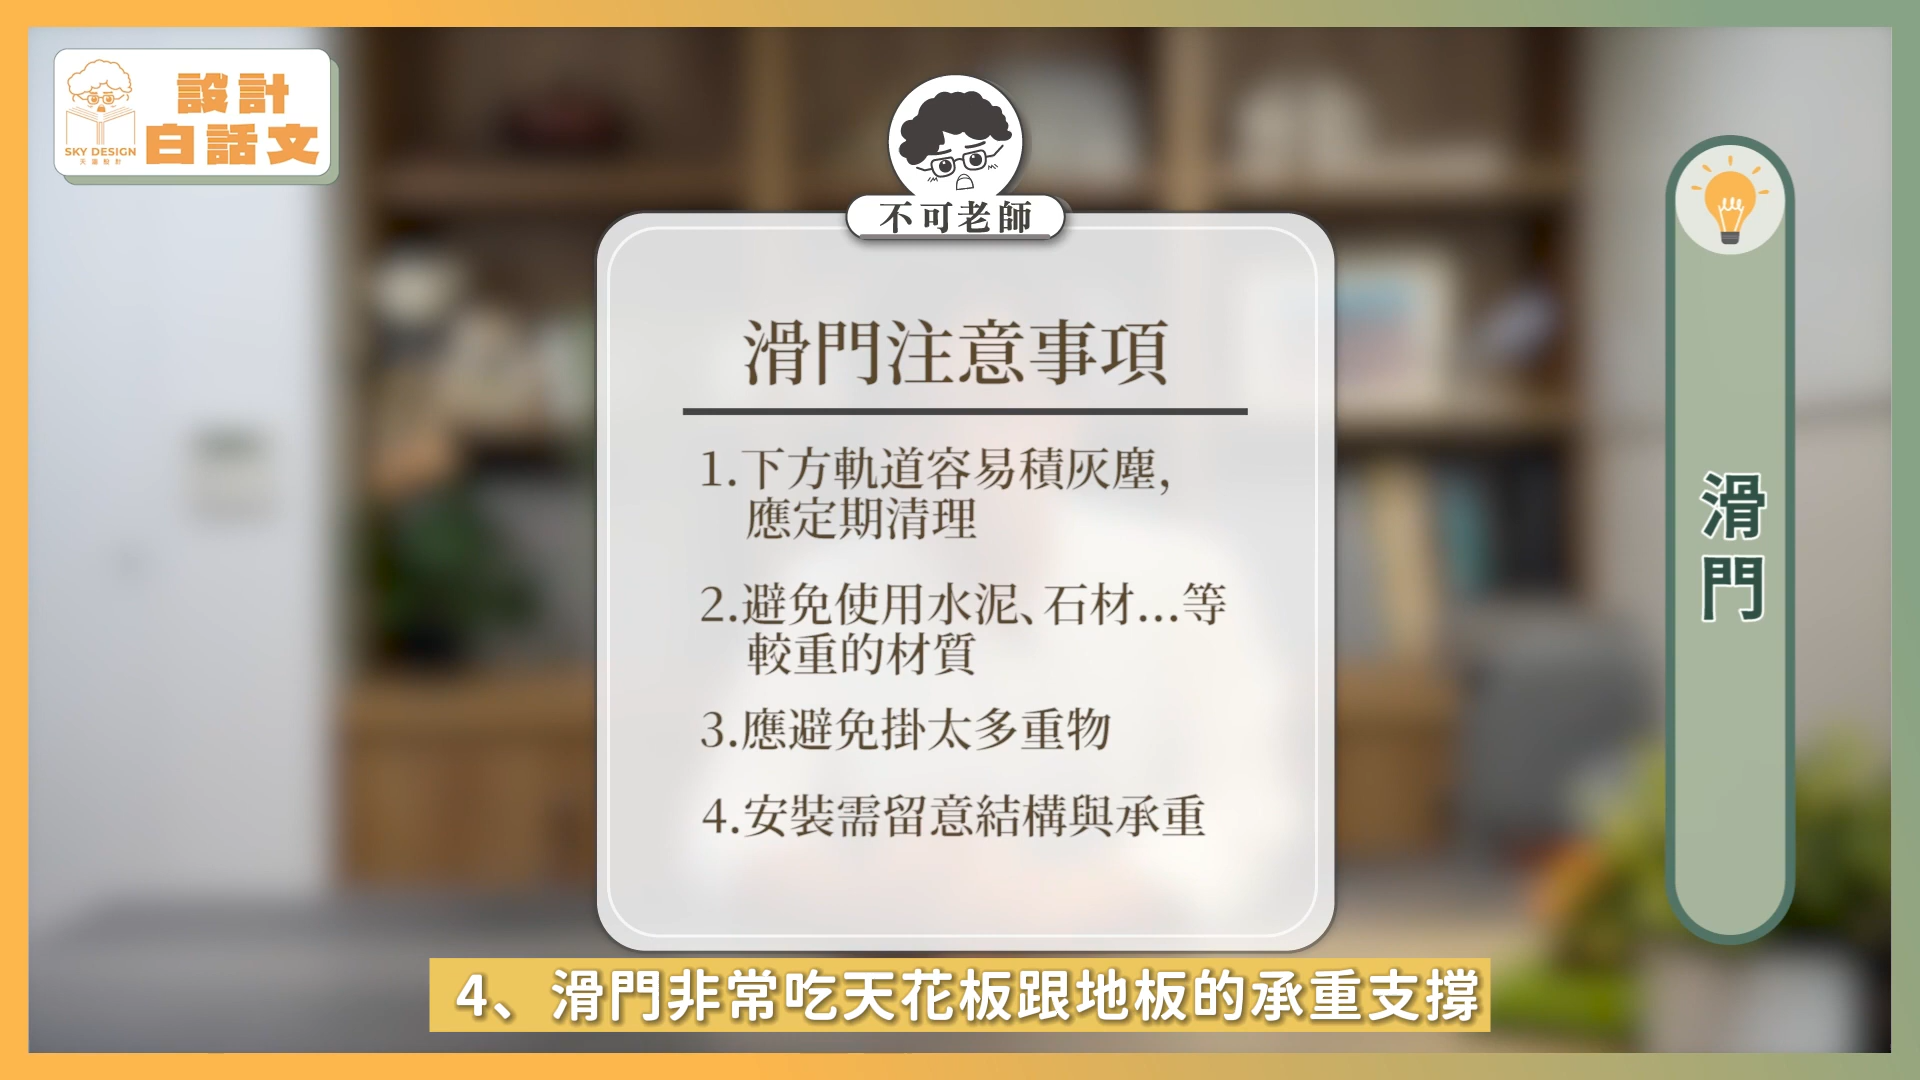 設計
白話文
SKY DESIGN
不可老師
滑門注意事項
1.下方軌道容易積灰塵,
應定期清理
2.避免使用水泥、石材...等
較重的材質
3.應避免掛太多重物
4.安裝需留意結構與承重
滑門
4、滑門非常吃天花板跟地板的承重支撐